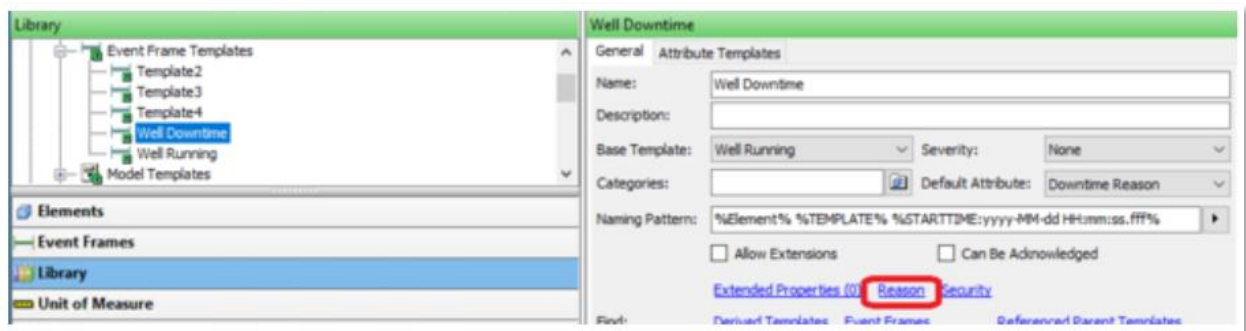 Library
Event Frame Templates
Template2
Template3
Template4
Well Downtime
Well Running
Model Templates
Elements
Event Frames
Library
Unit of Measure
Well Downtime
General Attribute Templates
Name: Well Downtime
Description:
Base Template: Well Running Severity: None
Categories: Default Attribute: Downtime Reason
Naming Pattern: %Element% %TEMPLATE% %STARTTIME:yyyy-MM-dd HH:mm:ss.fff%
Allow Extensions Can Be Acknowledged
Extended Properties (0) Reason Security
Find: Derived Templates Event Frames Referenced Parent Templates